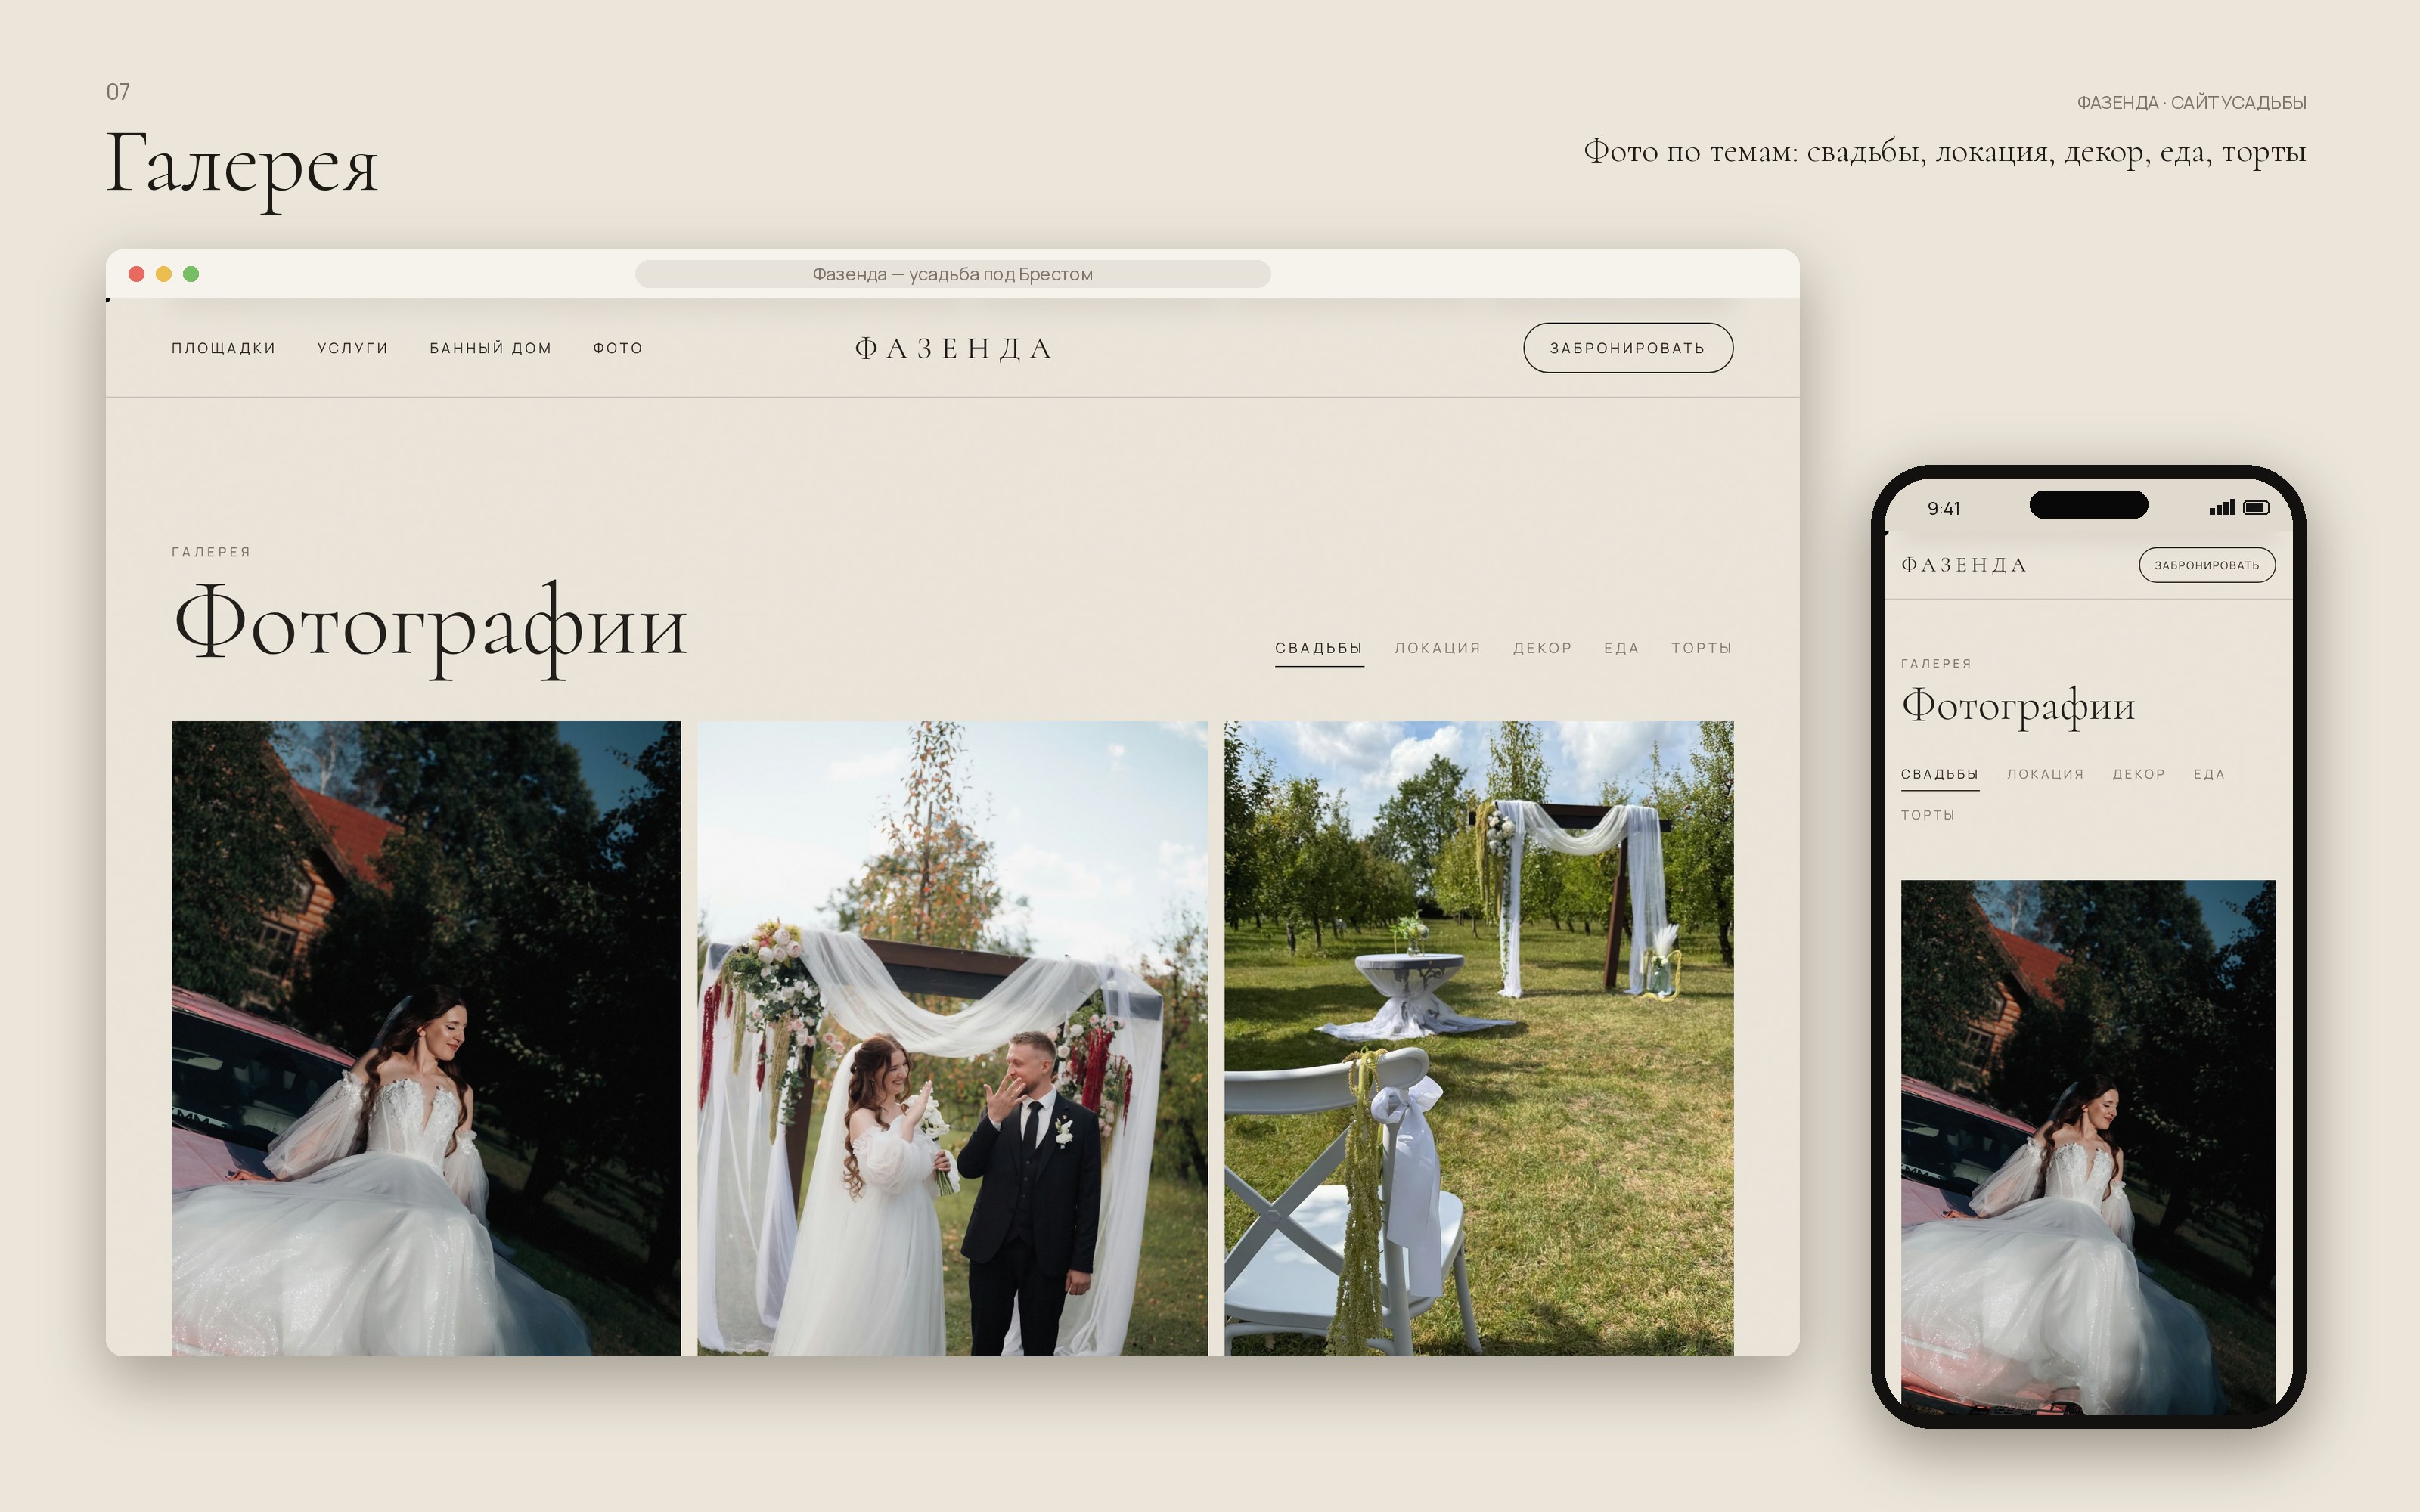 07
Галерея
ФАЗЕНДА · САЙТ УСАДЬБЫ
Фото по темам: свадьбы, локация, декор, еда, торты
Фазенда — усадьба под Брестом
ПЛОЩАДКИ УСЛУГИ БАННЫЙ ДОМ ФОТО ФАЗЕНДА ЗАБРОНИРОВАТЬ
ГАЛЕРЕЯ
Фотографии
СВАДЬБЫ ЛОКАЦИЯ ДЕКОР ЕДА ТОРТЫ
9:41
ФАЗЕНДА ЗАБРОНИРОВАТЬ
ГАЛЕРЕЯ
Фотографии
СВАДЬБЫ ЛОКАЦИЯ ДЕКОР ЕДА
ТОРТЫ